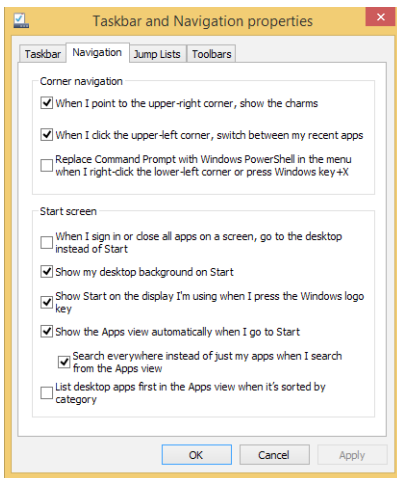 Taskbar and Navigation properties
Taskbar Navigation Jump Lists Toolbars
Corner navigation
When I point to the upper-right corner, show the charms
When I click the upper-left corner, switch between my recent apps
Replace Command Prompt with Windows PowerShell in the menu
when I right-click the lower-left corner or press Windows key+X
Start screen
When I sign in or close all apps on a screen, go to the desktop
instead of Start
Show my desktop background on Start
Show Start on the display I'm using when I press the Windows logo
key
Show the Apps view automatically when I go to Start
Search everywhere instead of just my apps when I search
from the Apps view
List desktop apps first in the Apps view when it's sorted by
category
OK Cancel Apply